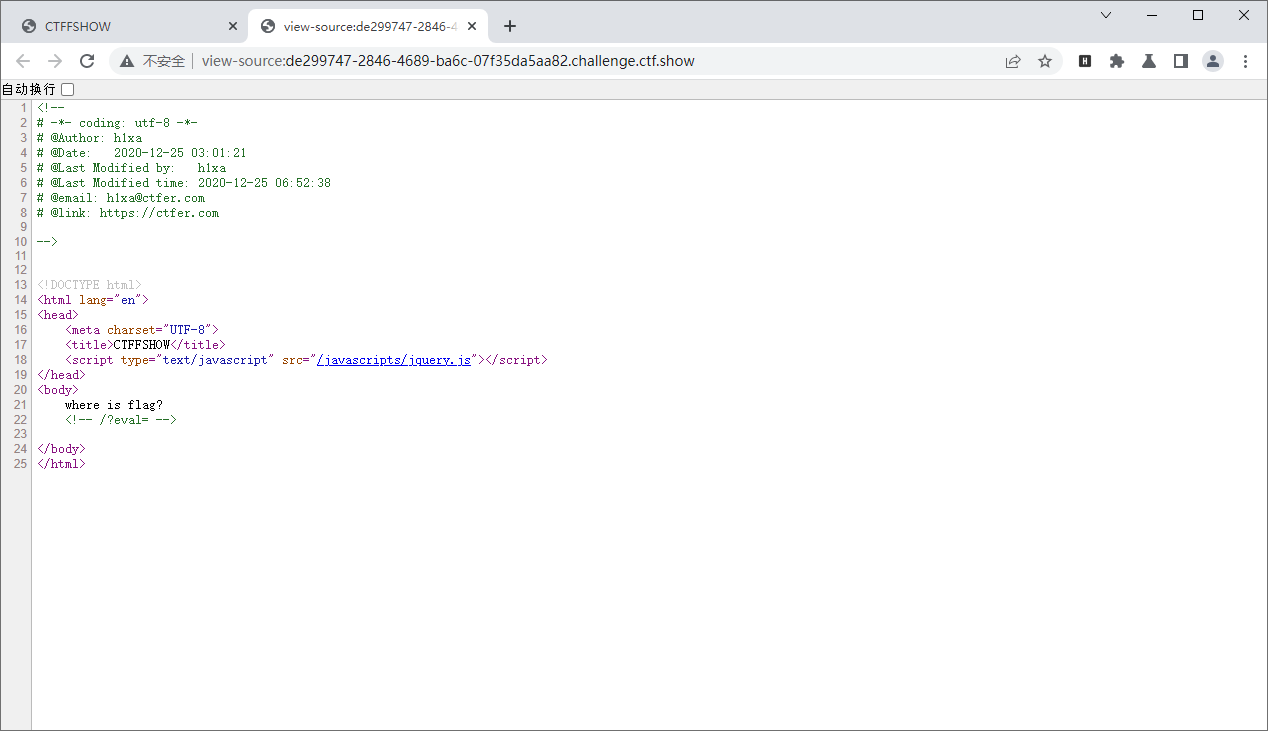 CTFFSHOW
view-source:de299747-2846-4
不安全
view-source:de299747-2846-4689-ba6c-07f35da5aa82.challenge.ctf.show
自动换行
1 <!--
2 # -*- coding: utf-8 -*-
3 # @Author: h1xa
4 # @Date:   2020-12-25 03:01:21
5 # @Last Modified by:   h1xa
6 # @Last Modified time: 2020-12-25 06:52:38
7 # @email: h1xa@ctfer.com
8 # @link: https://ctfer.com
9
10 -->
11
12
13 <!DOCTYPE html>
14 <html lang="en">
15 <head>
16     <meta charset="UTF-8">
17     <title>CTFFSHOW</title>
18     <script type="text/javascript" src="/javascripts/jquery.js"></script>
19 </head>
20 <body>
21     where is flag?
22     <!-- /?eval= -->
23
24 </body>
25 </html>